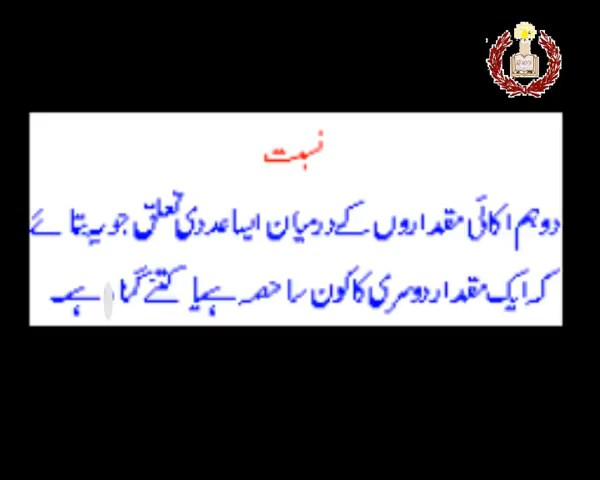 نسبت
دو ہم اکائی مقداروں کے درمیان ایسا عددی تعلق جو یہ بتائے
کہ ایک مقدار دوسری کا کون سا حصہ ہے یا کتنے گنا ہے۔